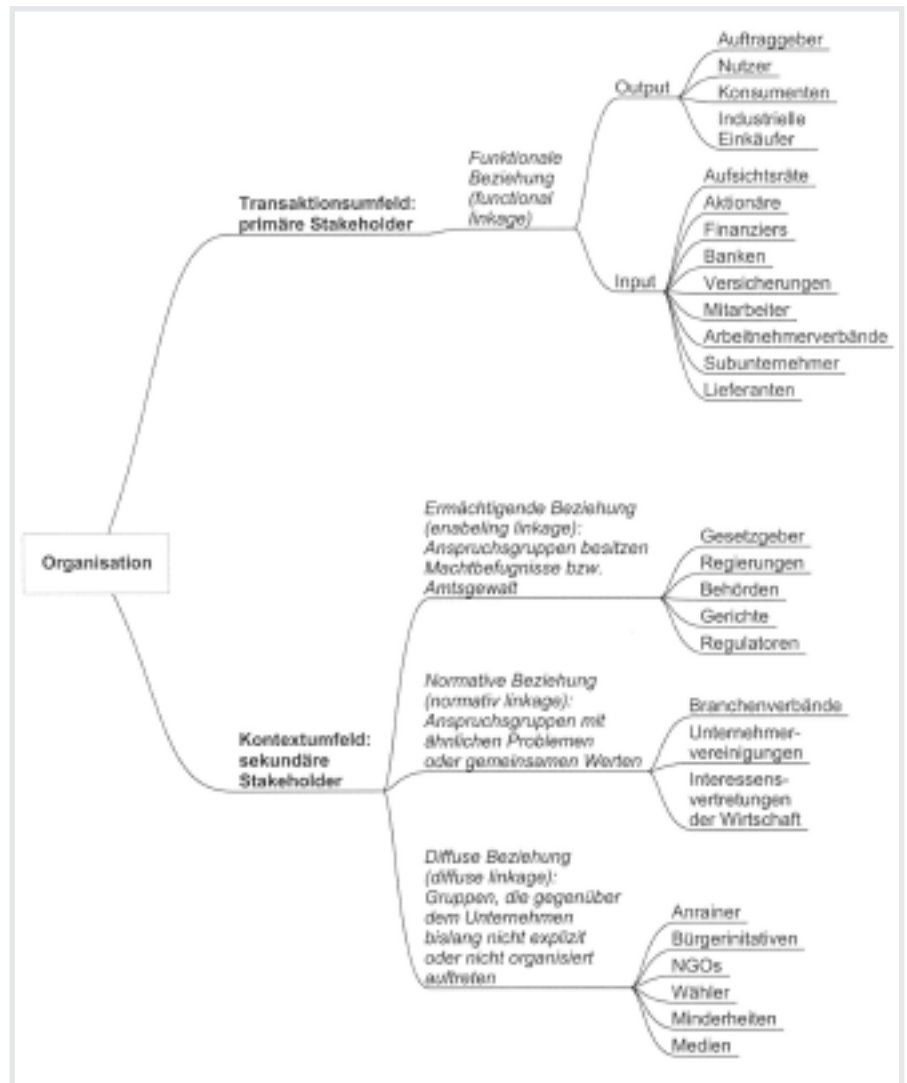 Organisation
Transaktionsumfeld:
primäre Stakeholder
Funktionale
Beziehung
(functional
linkage)
Output
Auftraggeber
Nutzer
Konsumenten
Industrielle
Einkäufer
Input
Aufsichtsräte
Aktionäre
Finanziers
Banken
Versicherungen
Mitarbeiter
Arbeitnehmerverbände
Subunternehmer
Lieferanten
Kontextumfeld:
sekundäre
Stakeholder
Ermächtigende Beziehung
(enabeling linkage):
Anspruchsgruppen besitzen
Machtbefugnisse bzw.
Amtsgewalt
Gesetzgeber
Regierungen
Behörden
Gerichte
Regulatoren
Normative Beziehung
(normativ linkage):
Anspruchsgruppen mit
ähnlichen Problemen
oder gemeinsamen Werten
Branchenverbände
Unternehmer-
vereinigungen
Interessens-
vertretungen
der Wirtschaft
Diffuse Beziehung
(diffuse linkage):
Gruppen, die gegenüber
dem Unternehmen
bislang nicht explizit
oder nicht organisiert
auftreten
Anrainer
Bürgerinitativen
NGOs
Wähler
Minderheiten
Medien